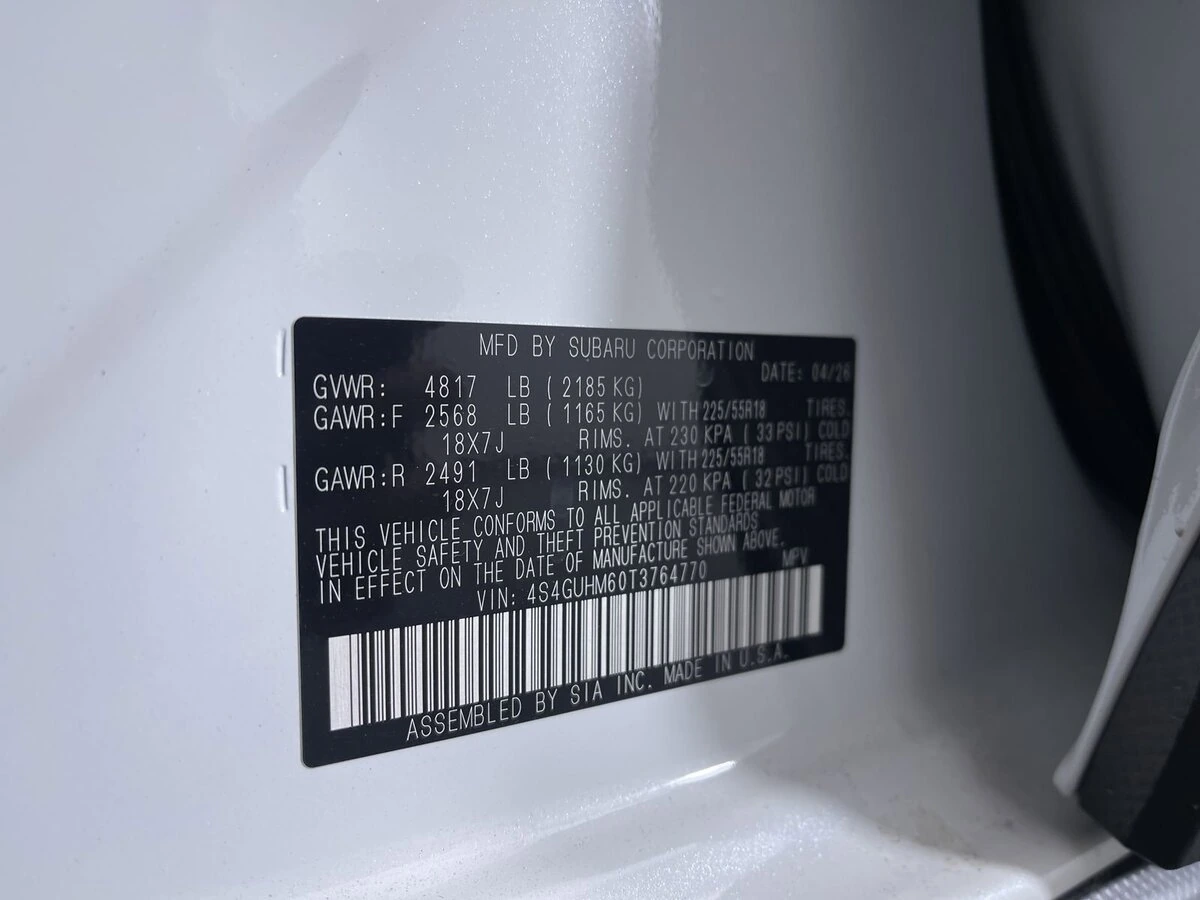 MFD BY SUBARU CORPORATION
DATE: 04/26
GVWR: 4817 LB ( 2185 KG)
GAWR:F 2568 LB ( 1165 KG) WITH 225/55R18 TIRES.
18X7J RIMS. AT 230 KPA ( 33 PSI) COLD
GAWR:R 2491 LB ( 1130 KG) WITH 225/55R18 TIRES.
18X7J RIMS. AT 220 KPA ( 32 PSI) COLD
THIS VEHICLE CONFORMS TO ALL APPLICABLE FEDERAL MOTOR
VEHICLE SAFETY AND THEFT PREVENTION STANDARDS
IN EFFECT ON THE DATE OF MANUFACTURE SHOWN ABOVE.
VIN: 4S4GUHM60T3764770 MPV
ASSEMBLED BY SIA INC. MADE IN U.S.A.